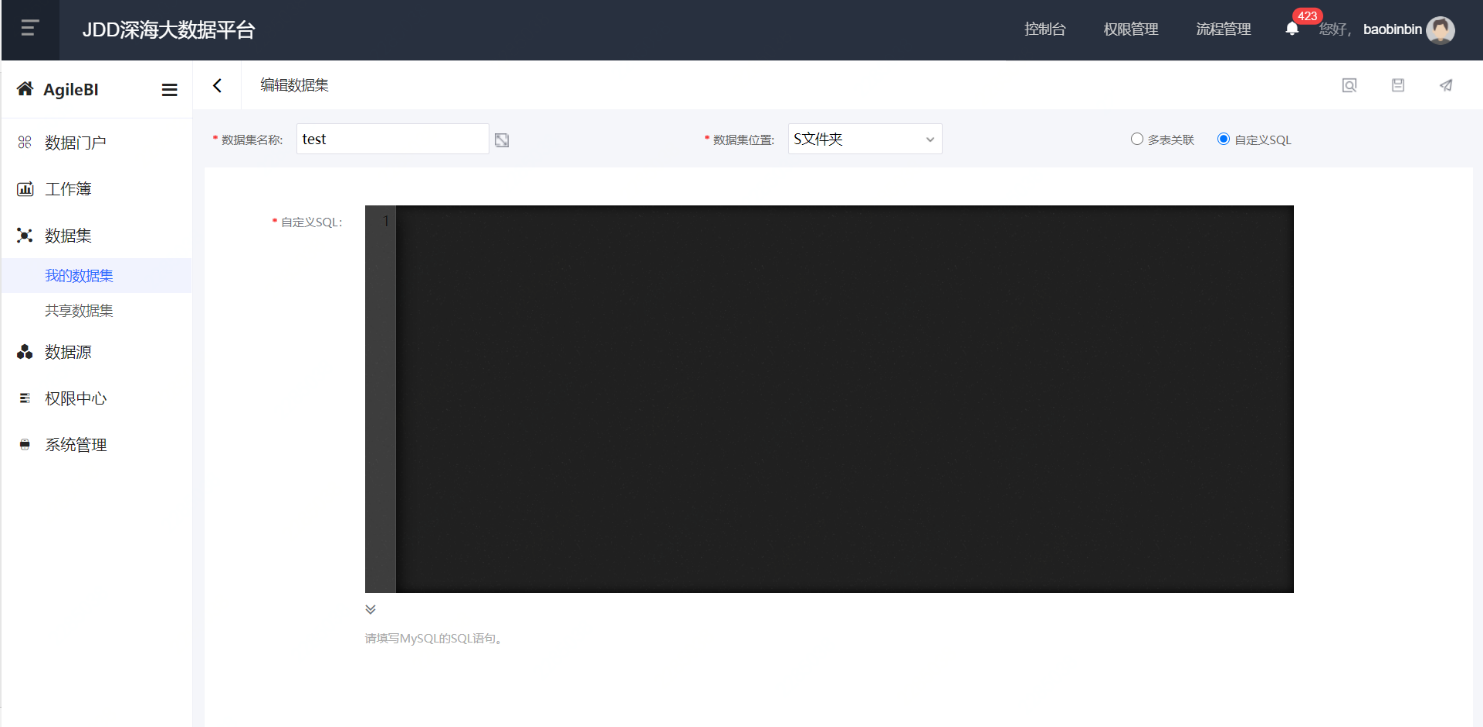 JDD深海大数据平台
控制台 权限管理 流程管理 423 您好, baobinbin
AgileBI
编辑数据集
数据门户
* 数据集名称: test
* 数据集位置: S文件夹
多表关联 自定义SQL
工作簿
* 自定义SQL: 1
数据集
我的数据集
共享数据集
数据源
权限中心
系统管理
请填写MySQL的SQL语句。